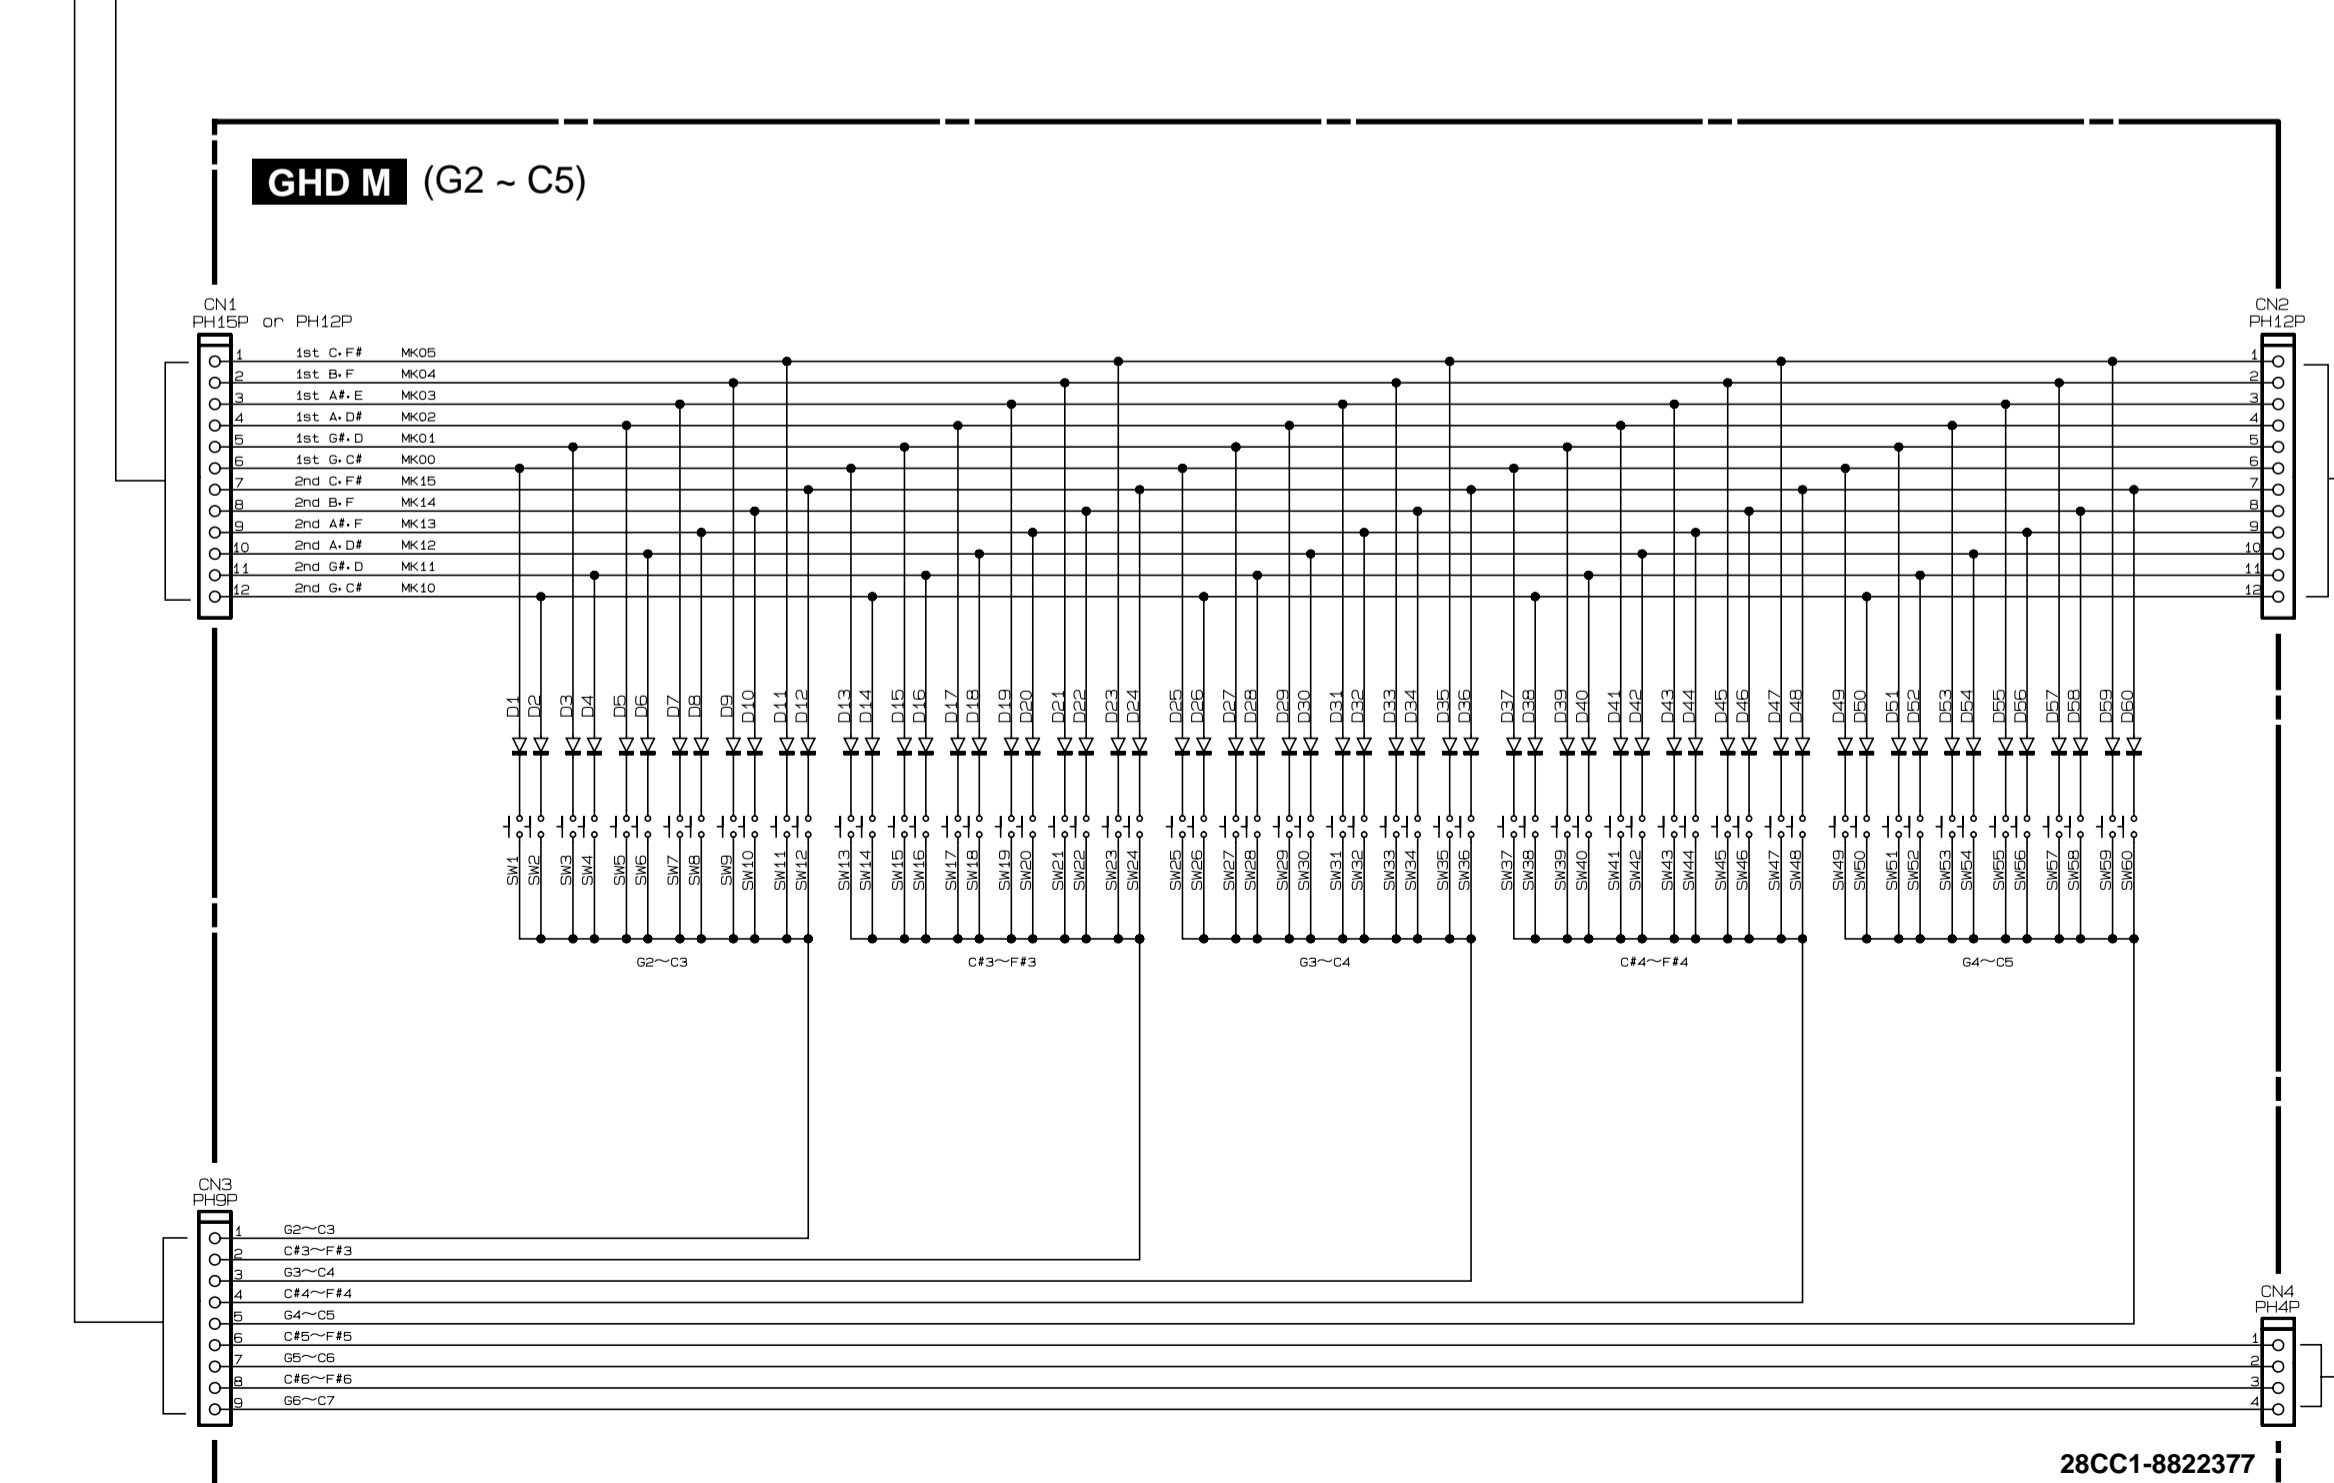 GHD M (G2 ~ C5)
CN1
PH15P or PH12P
CN2
PH12P
1 1st C.F# MK05 1
2 1st B.F MK04 2
3 1st A#.E MK03 3
4 1st A.D# MK02 4
5 1st G#.D MK01 5
6 1st G.C# MK00 6
7 2nd C.F# MK15 7
8 2nd B.F MK14 8
9 2nd A#.F MK13 9
10 2nd A.D# MK12 10
11 2nd G#.D MK11 11
12 2nd G.C# MK10 12
D1 D2 D3 D4 D5 D6 D7 D8 D9 D10 D11 D12 D13 D14 D15 D16 D17 D18 D19 D20 D21 D22 D23 D24 D25 D26 D27 D28 D29 D30 D31 D32 D33 D34 D35 D36 D37 D38 D39 D40 D41 D42 D43 D44 D45 D46 D47 D48 D49 D50 D51 D52 D53 D54 D55 D56 D57 D58 D59 D60
SW1 SW2 SW3 SW4 SW5 SW6 SW7 SW8 SW9 SW10 SW11 SW12 SW13 SW14 SW15 SW16 SW17 SW18 SW19 SW20 SW21 SW22 SW23 SW24 SW25 SW26 SW27 SW28 SW29 SW30 SW31 SW32 SW33 SW34 SW35 SW36 SW37 SW38 SW39 SW40 SW41 SW42 SW43 SW44 SW45 SW46 SW47 SW48 SW49 SW50 SW51 SW52 SW53 SW54 SW55 SW56 SW57 SW58 SW59 SW60
G2~C3 C#3~F#3 G3~C4 C#4~F#4 G4~C5
CN3
PH9P
1 G2~C3
2 C#3~F#3
3 G3~C4
4 C#4~F#4
5 G4~C5
CN4
PH4P
6 C#5~F#5 1
7 G5~C6 2
8 C#6~F#6 3
9 G6~C7 4
28CC1-8822377